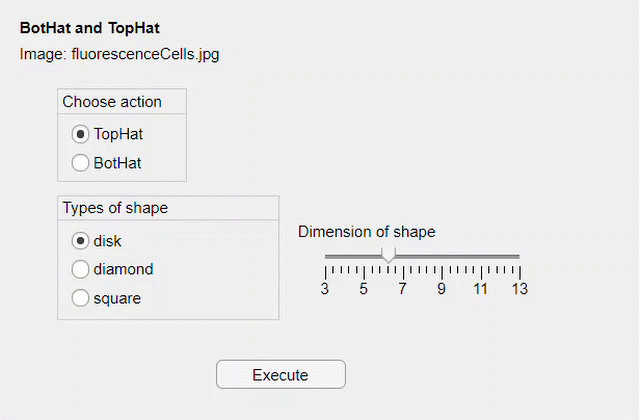 BotHat and TopHat
Image: fluorescenceCells.jpg
Choose action
TopHat
BotHat
Types of shape
disk
diamond
square
Dimension of shape
3 5 7 9 11 13
Execute